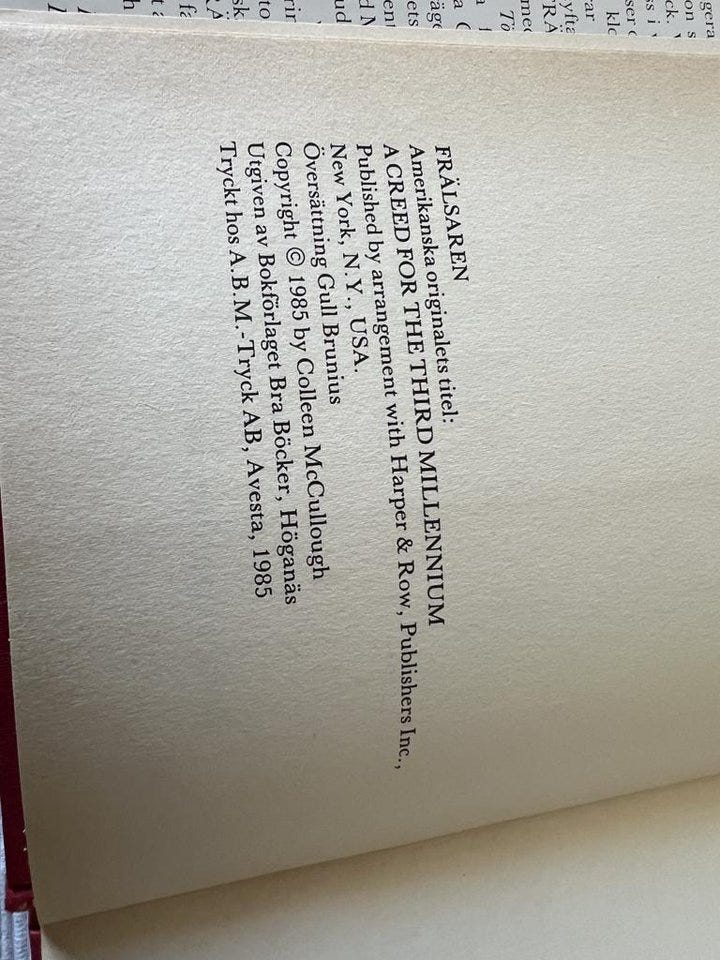 FRÄLSAREN
Amerikanska originalets titel:
A CREED FOR THE THIRD MILLENNIUM
Published by arrangement with Harper & Row, Publishers Inc.,
New York, N.Y., USA.
Översättning Gull Brunius
Copyright © 1985 by Colleen McCullough
Utgiven av Bokförlaget Bra Böcker, Höganäs
Tryckt hos A.B.M.-Tryck AB, Avesta, 1985